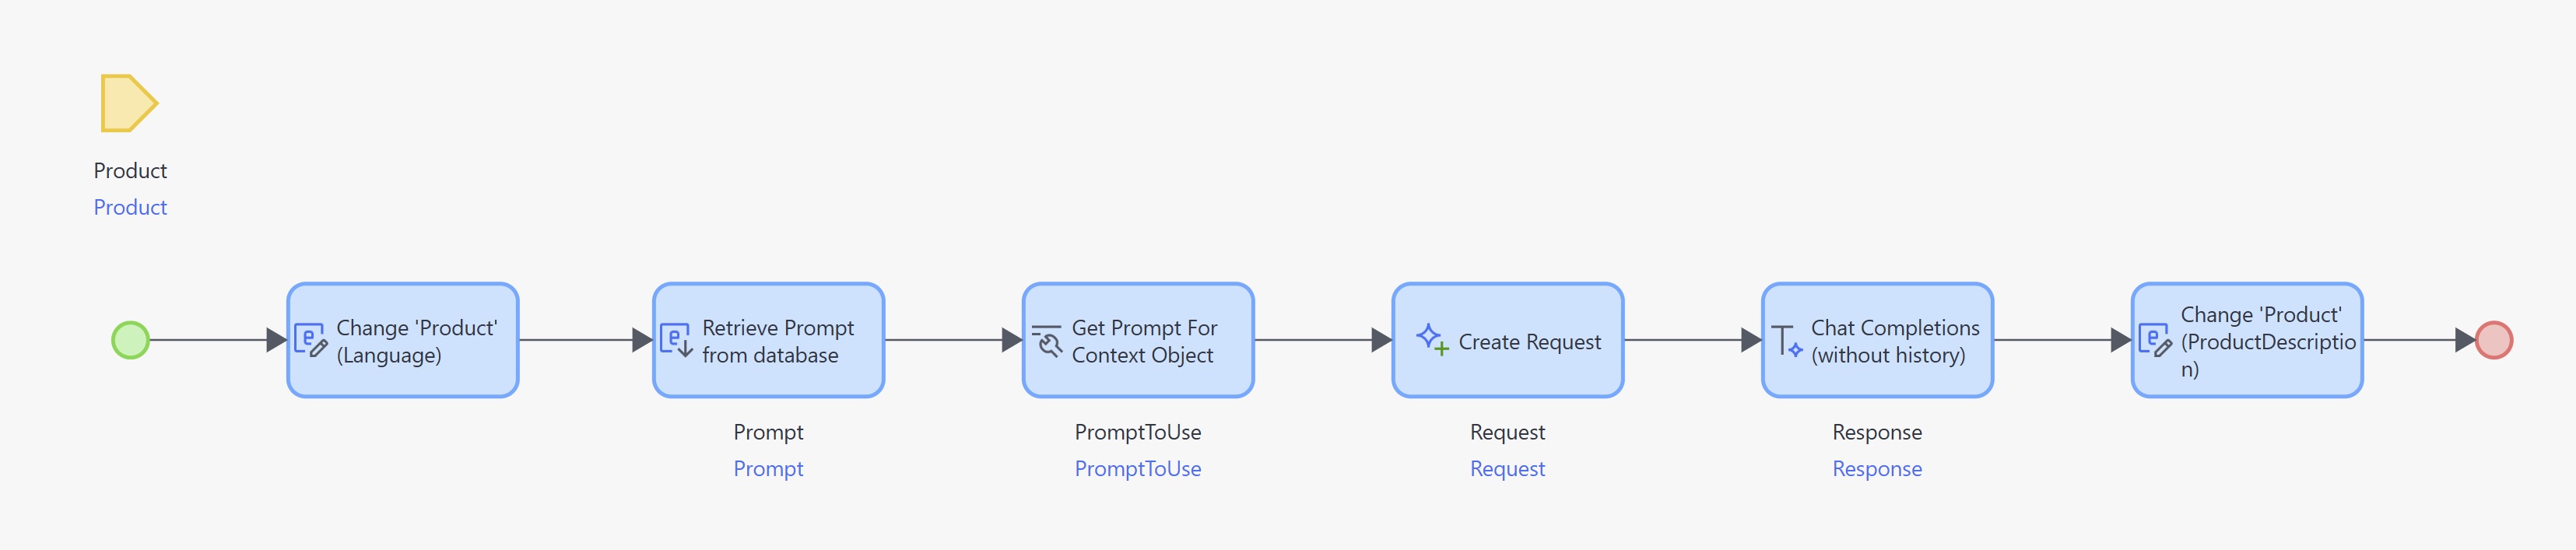 Product
Product
Change 'Product'
(Language)
Retrieve Prompt
from database
Prompt
Prompt
Get Prompt For
Context Object
PromptToUse
PromptToUse
Create Request
Request
Request
Chat Completions
(without history)
Response
Response
Change 'Product'
(ProductDescriptio
n)